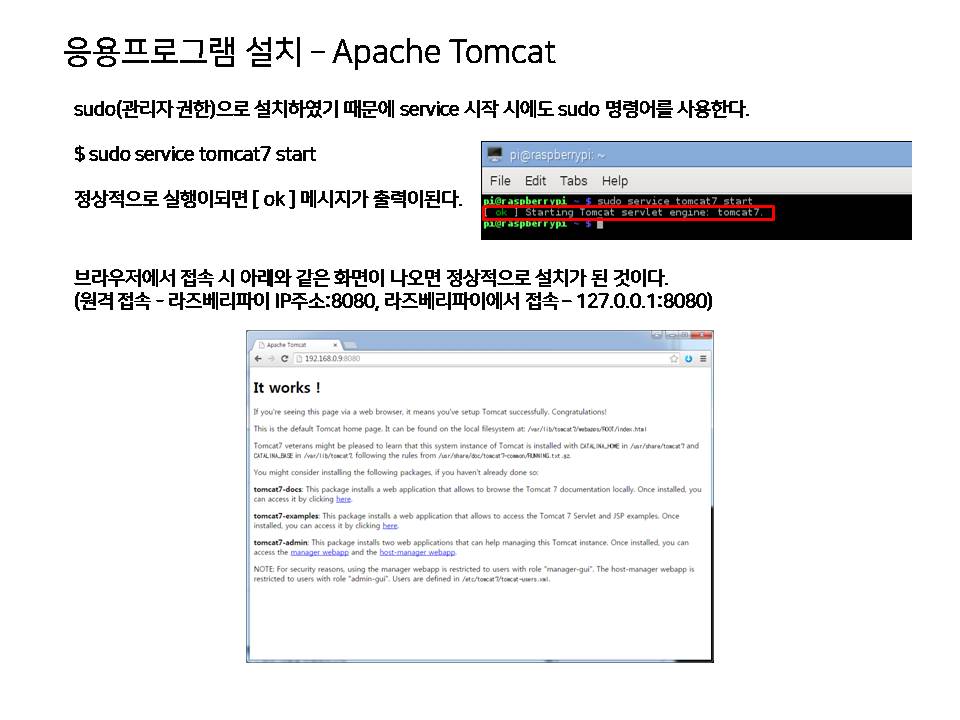 응용프로그램 설치 – Apache Tomcat
sudo(관리자 권한)으로 설치하였기 때문에 service 시작 시에도 sudo 명령어를 사용한다.
$ sudo service tomcat7 start
정상적으로 실행이되면 [ ok ] 메시지가 출력이된다.
pi@raspberrypi: ~
File Edit Tabs Help
pi@raspberrypi ~ $ sudo service tomcat7 start
[ ok ] Starting Tomcat servlet engine: tomcat7.
pi@raspberrypi ~ $
브라우저에서 접속 시 아래와 같은 화면이 나오면 정상적으로 설치가 된 것이다.
(원격 접속 - 라즈베리파이 IP주소:8080, 라즈베리파이에서 접속 – 127.0.0.1:8080)
Apache Tomcat
192.168.0.9:8080
It works !
If you're seeing this page via a web browser, it means you've setup Tomcat successfully. Congratulations!
This is the default Tomcat home page. It can be found on the local filesystem at: /var/lib/tomcat7/webapps/ROOT/index.html
Tomcat7 veterans might be pleased to learn that this system instance of Tomcat is installed with CATALINA_HOME in /usr/share/tomcat7 and
CATALINA_BASE in /var/lib/tomcat7, following the rules from /usr/share/doc/tomcat7-common/RUNNING.txt.gz.
You might consider installing the following packages, if you haven't already done so:
tomcat7-docs: This package installs a web application that allows to browse the Tomcat 7 documentation locally. Once installed, you
can access it by clicking here.
tomcat7-examples: This package installs a web application that allows to access the Tomcat 7 Servlet and JSP examples. Once
installed, you can access it by clicking here.
tomcat7-admin: This package installs two web applications that can help managing this Tomcat instance. Once installed, you can
access the manager webapp and the host-manager webapp.
NOTE: For security reasons, using the manager webapp is restricted to users with role "manager-gui". The host-manager webapp is
restricted to users with role "admin-gui". Users are defined in /etc/tomcat7/tomcat-users.xml.